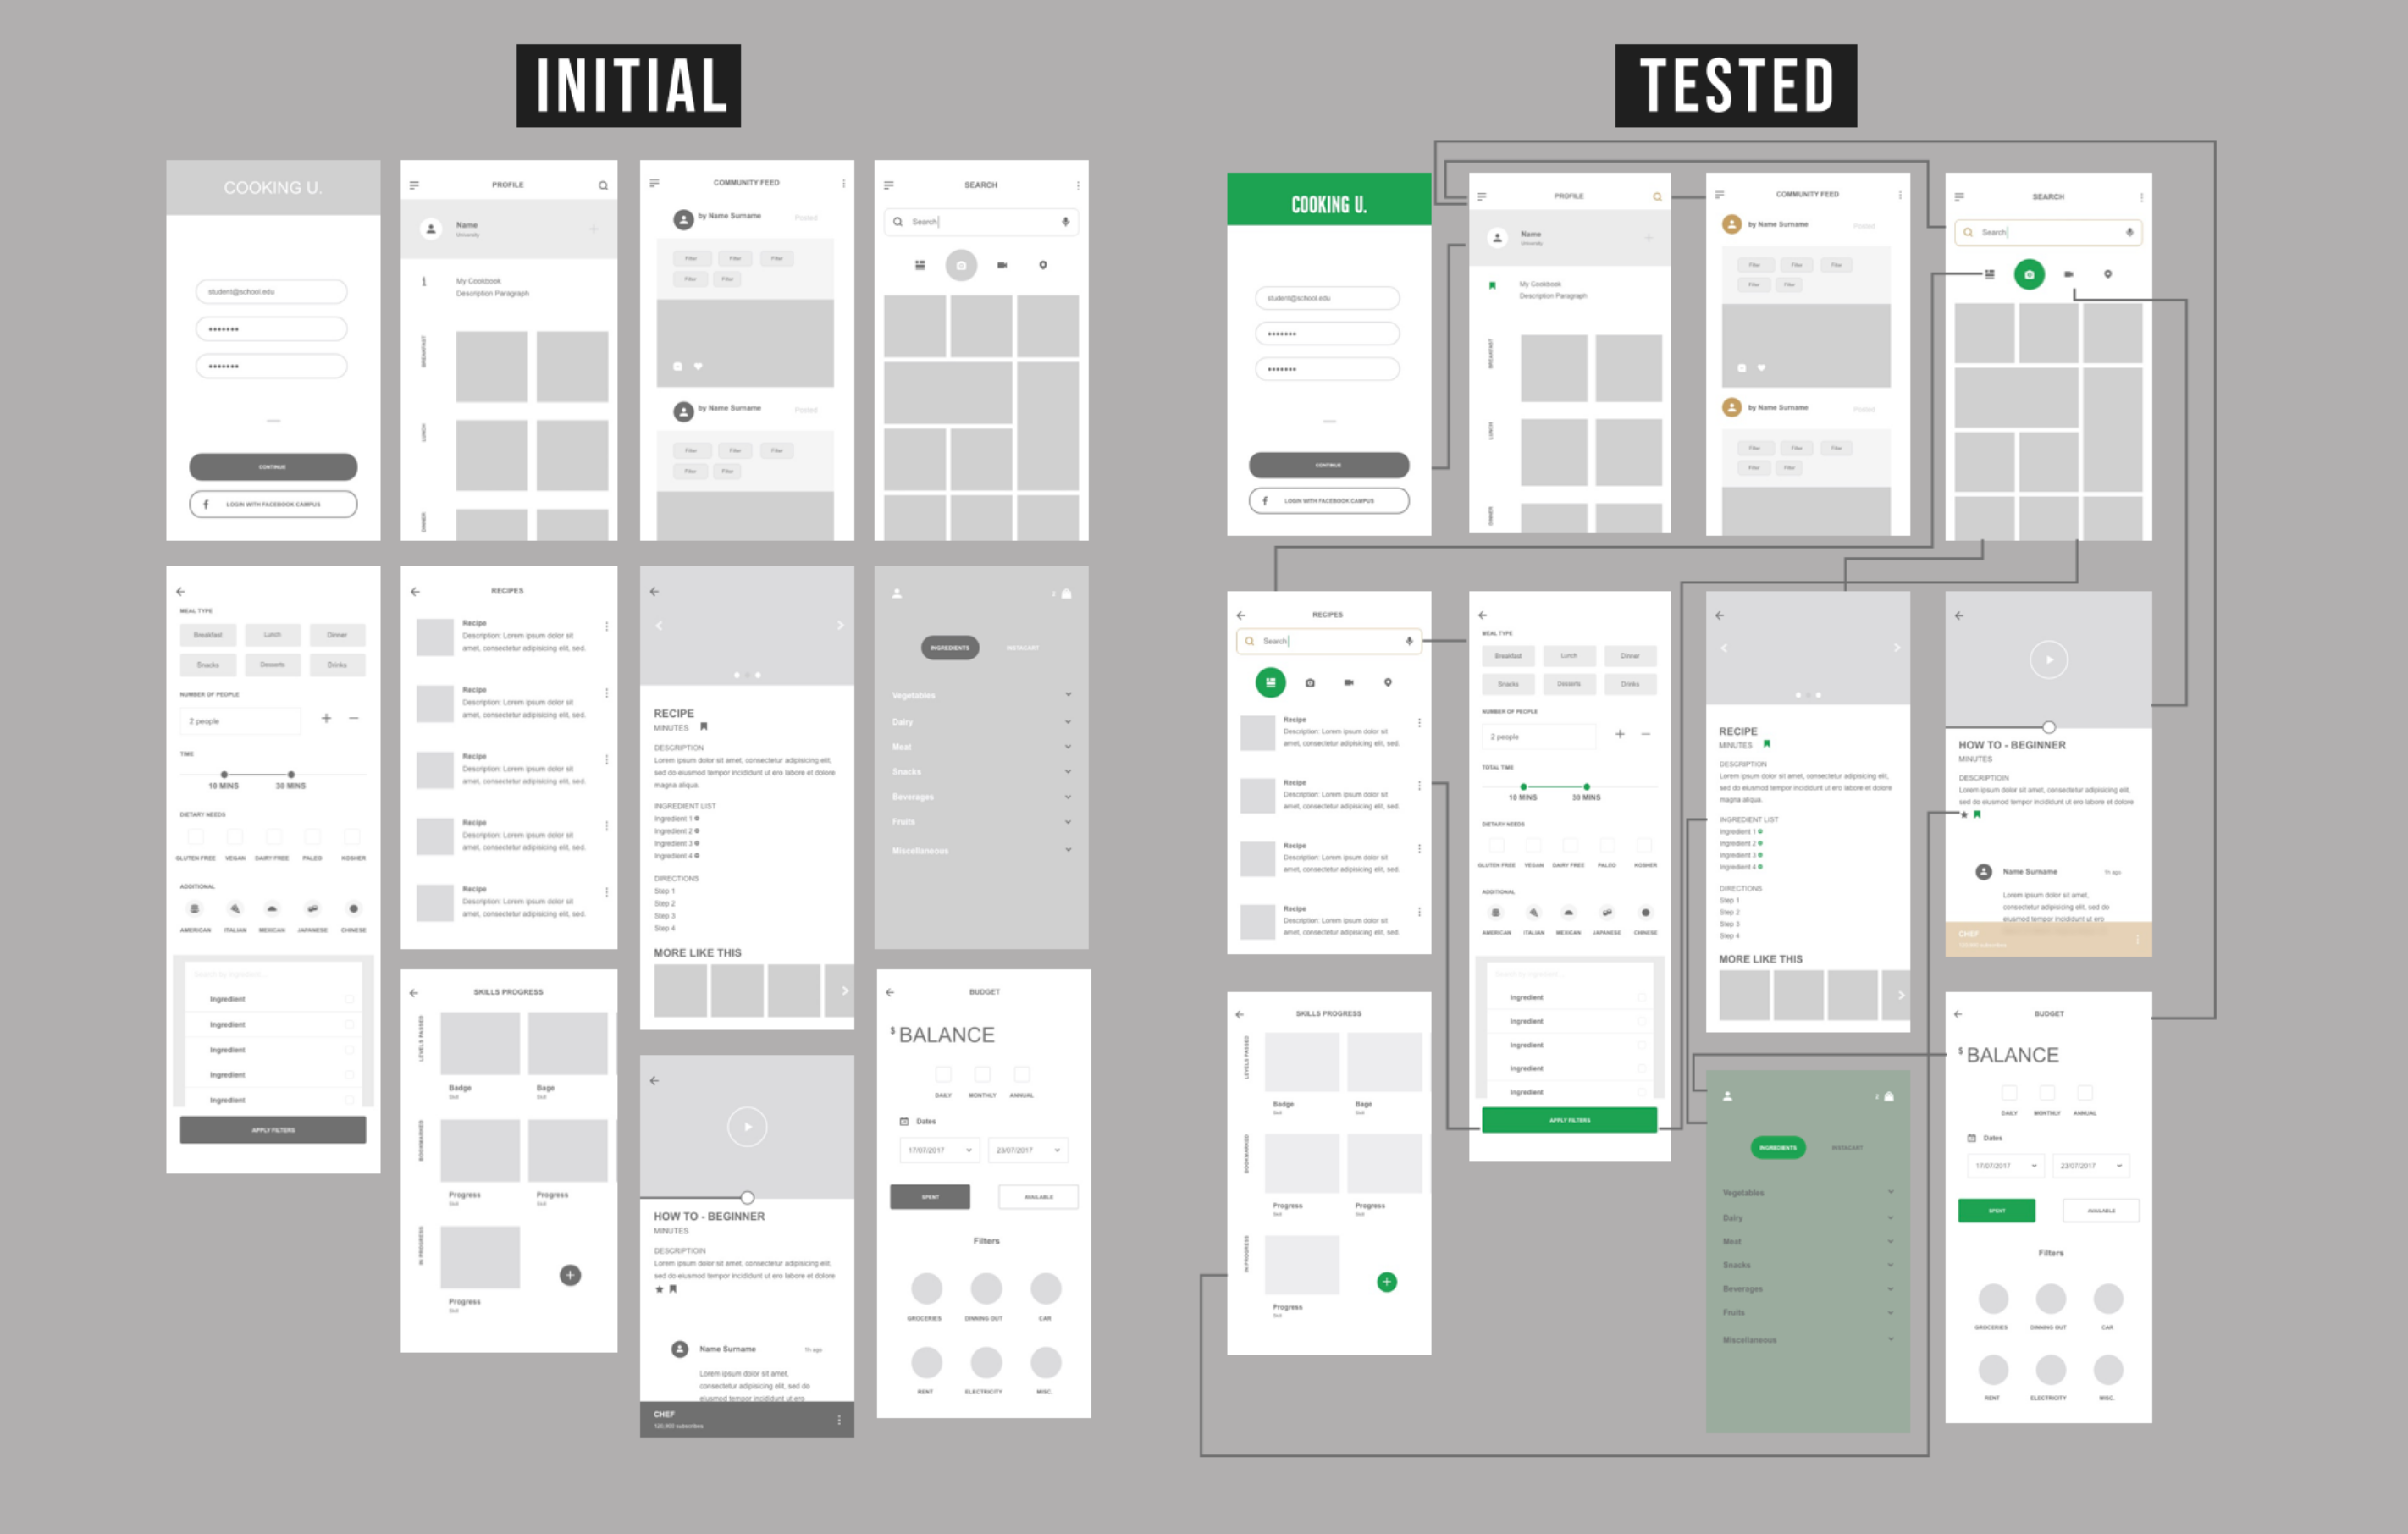 INITIAL
COOKING U.
student@school.edu
•••••••
•••••••
CONTINUE
LOGIN WITH FACEBOOK CAMPUS
PROFILE
Name
University
My Cookbook
Description Paragraph
BREAKFAST
LUNCH
DINNER
COMMUNITY FEED
by Name Surname
Posted
Filter Filter Filter
Filter Filter
by Name Surname
Posted
Filter Filter Filter
Filter Filter
SEARCH
Search
MEAL TYPE
Breakfast Lunch Dinner
Snacks Desserts Drinks
NUMBER OF PEOPLE
2 people + −
TIME
10 MINS 30 MINS
DIETARY NEEDS
GLUTEN FREE VEGAN DAIRY FREE PALEO KOSHER
ADDITIONAL
AMERICAN ITALIAN MEXICAN JAPANESE CHINESE
Search by ingredient...
Ingredient
Ingredient
Ingredient
Ingredient
Ingredient
APPLY FILTERS
RECIPES
Recipe
Description: Lorem ipsum dolor sit
amet, consectetur adipisicing elit, sed.
Recipe
Description: Lorem ipsum dolor sit
amet, consectetur adipisicing elit, sed.
Recipe
Description: Lorem ipsum dolor sit
amet, consectetur adipisicing elit, sed.
Recipe
Description: Lorem ipsum dolor sit
amet, consectetur adipisicing elit, sed.
Recipe
Description: Lorem ipsum dolor sit
amet, consectetur adipisicing elit, sed.
RECIPE
MINUTES
DESCRIPTION
Lorem ipsum dolor sit amet, consectetur adipisicing elit,
sed do eiusmod tempor incididunt ut ero labore et dolore
magna aliqua.
INGREDIENT LIST
Ingredient 1
Ingredient 2
Ingredient 3
Ingredient 4
DIRECTIONS
Step 1
Step 2
Step 3
Step 4
MORE LIKE THIS
2
INGREDIENTS INSTACART
Vegetables
Dairy
Meat
Snacks
Beverages
Fruits
Miscellaneous
SKILLS PROGRESS
LEVELS PASSED
Badge Bage
Skill Skill
BOOKMARKED
Progress Progress
Skill Skill
IN PROGRESS
Progress
Skill
+
HOW TO - BEGINNER
MINUTES
DESCRIPTIOIN
Lorem ipsum dolor sit amet, consectetur adipisicing elit,
sed do eiusmod tempor incididunt ut ero labore et dolore
Name Surname 1h ago
Lorem ipsum dolor sit amet,
consectetur adipisicing elit, sed do
eiusmod tempor incididunt ut ero
CHEF
120,900 subscribes
BUDGET
$ BALANCE
DAILY MONTHLY ANNUAL
Dates
17/07/2017 23/07/2017
SPENT AVAILABLE
Filters
GROCERIES DINNING OUT CAR
RENT ELECTRICITY MISC.
TESTED
COOKING U.
student@school.edu
•••••••
•••••••
CONTINUE
LOGIN WITH FACEBOOK CAMPUS
PROFILE
Name
University
My Cookbook
Description Paragraph
BREAKFAST
LUNCH
DINNER
COMMUNITY FEED
by Name Surname
Posted
Filter Filter Filter
Filter Filter
by Name Surname
Posted
Filter Filter Filter
Filter Filter
SEARCH
Search
RECIPES
Search
Recipe
Description: Lorem ipsum dolor sit
amet, consectetur adipisicing elit, sed.
Recipe
Description: Lorem ipsum dolor sit
amet, consectetur adipisicing elit, sed.
Recipe
Description: Lorem ipsum dolor sit
amet, consectetur adipisicing elit, sed.
Recipe
Description: Lorem ipsum dolor sit
amet, consectetur adipisicing elit, sed.
MEAL TYPE
Breakfast Lunch Dinner
Snacks Desserts Drinks
NUMBER OF PEOPLE
2 people + −
TOTAL TIME
10 MINS 30 MINS
DIETARY NEEDS
GLUTEN FREE VEGAN DAIRY FREE PALEO KOSHER
ADDITIONAL
AMERICAN ITALIAN MEXICAN JAPANESE CHINESE
Search by ingredient...
Ingredient
Ingredient
Ingredient
Ingredient
Ingredient
APPLY FILTERS
RECIPE
MINUTES
DESCRIPTION
Lorem ipsum dolor sit amet, consectetur adipisicing elit,
sed do eiusmod tempor incididunt ut ero labore et dolore
magna aliqua.
INGREDIENT LIST
Ingredient 1
Ingredient 2
Ingredient 3
Ingredient 4
DIRECTIONS
Step 1
Step 2
Step 3
Step 4
MORE LIKE THIS
HOW TO - BEGINNER
MINUTES
DESCRIPTIOIN
Lorem ipsum dolor sit amet, consectetur adipisicing elit,
sed do eiusmod tempor incididunt ut ero labore et dolore
Name Surname 1h ago
Lorem ipsum dolor sit amet,
consectetur adipisicing elit, sed do
eiusmod tempor incididunt ut ero
CHEF
120,900 subscribes
SKILLS PROGRESS
LEVELS PASSED
Badge Bage
Skill Skill
BOOKMARKED
Progress Progress
Skill Skill
IN PROGRESS
Progress
Skill
+
2
INGREDIENTS INSTACART
Vegetables
Dairy
Meat
Snacks
Beverages
Fruits
Miscellaneous
BUDGET
$ BALANCE
DAILY MONTHLY ANNUAL
Dates
17/07/2017 23/07/2017
SPENT AVAILABLE
Filters
GROCERIES DINNING OUT CAR
RENT ELECTRICITY MISC.